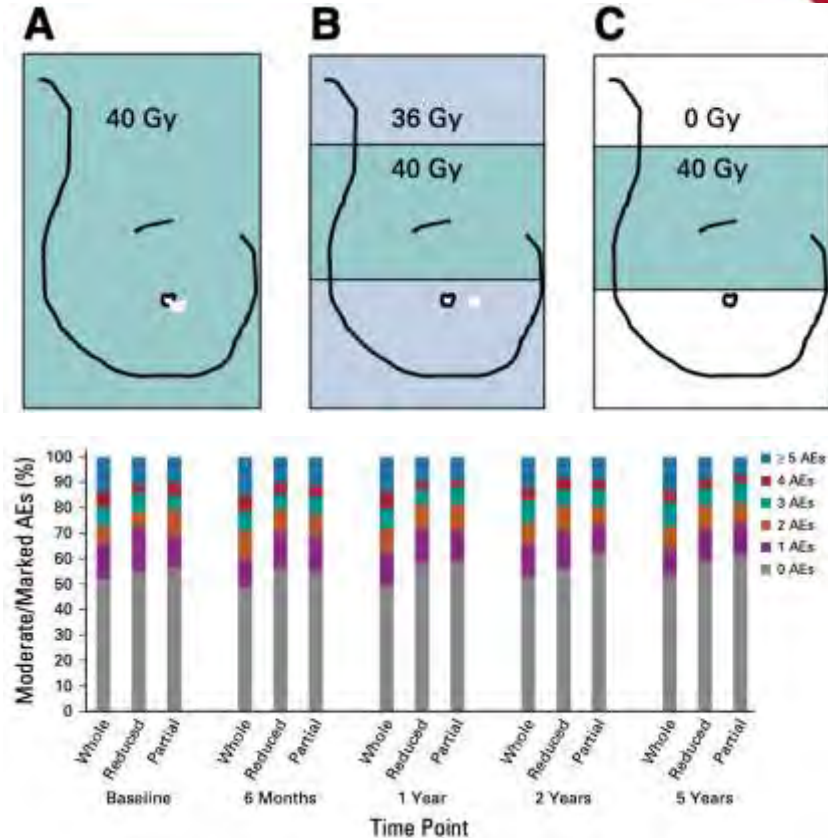 A B C
40 Gy 36 Gy 0 Gy
40 Gy 40 Gy
Moderate/Marked AEs (%)
100
90
80
70
60
50
40
30
20
10
0
≥ 5 AEs
4 AEs
3 AEs
2 AEs
1 AEs
0 AEs
Whole Reduced Partial Whole Reduced Partial Whole Reduced Partial Whole Reduced Partial Whole Reduced Partial
Baseline 6 Months 1 Year 2 Years 5 Years
Time Point